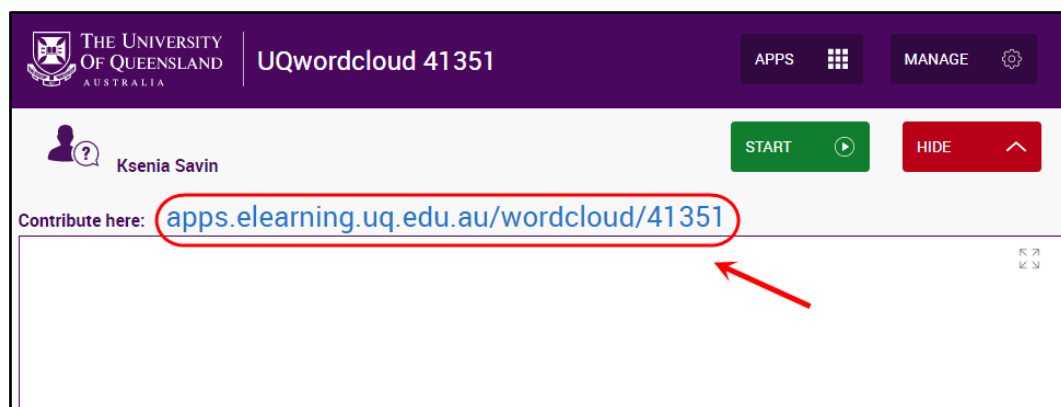 THE UNIVERSITY
OF QUEENSLAND
AUSTRALIA
UQwordcloud 41351
APPS
MANAGE
?
Ksenia Savin
START
HIDE
Contribute here: apps.elearning.uq.edu.au/wordcloud/41351